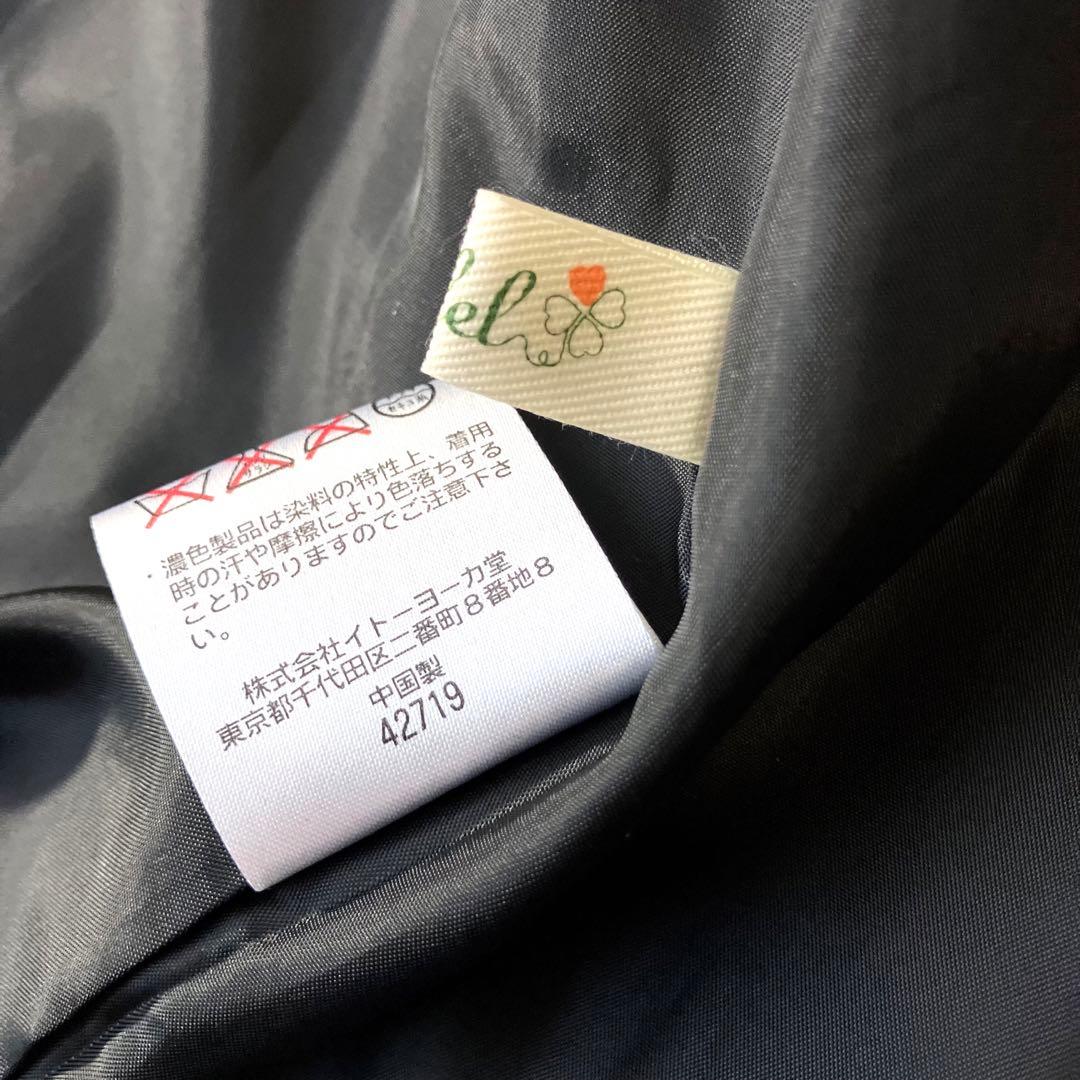 el
・濃色製品は染料の特性上、着用
時の汗や摩擦により色落ちする
ことがありますのでご注意下さ
い。
株式会社イトーヨーカ堂
東京都千代田区二番町８番地８
中国製
42719